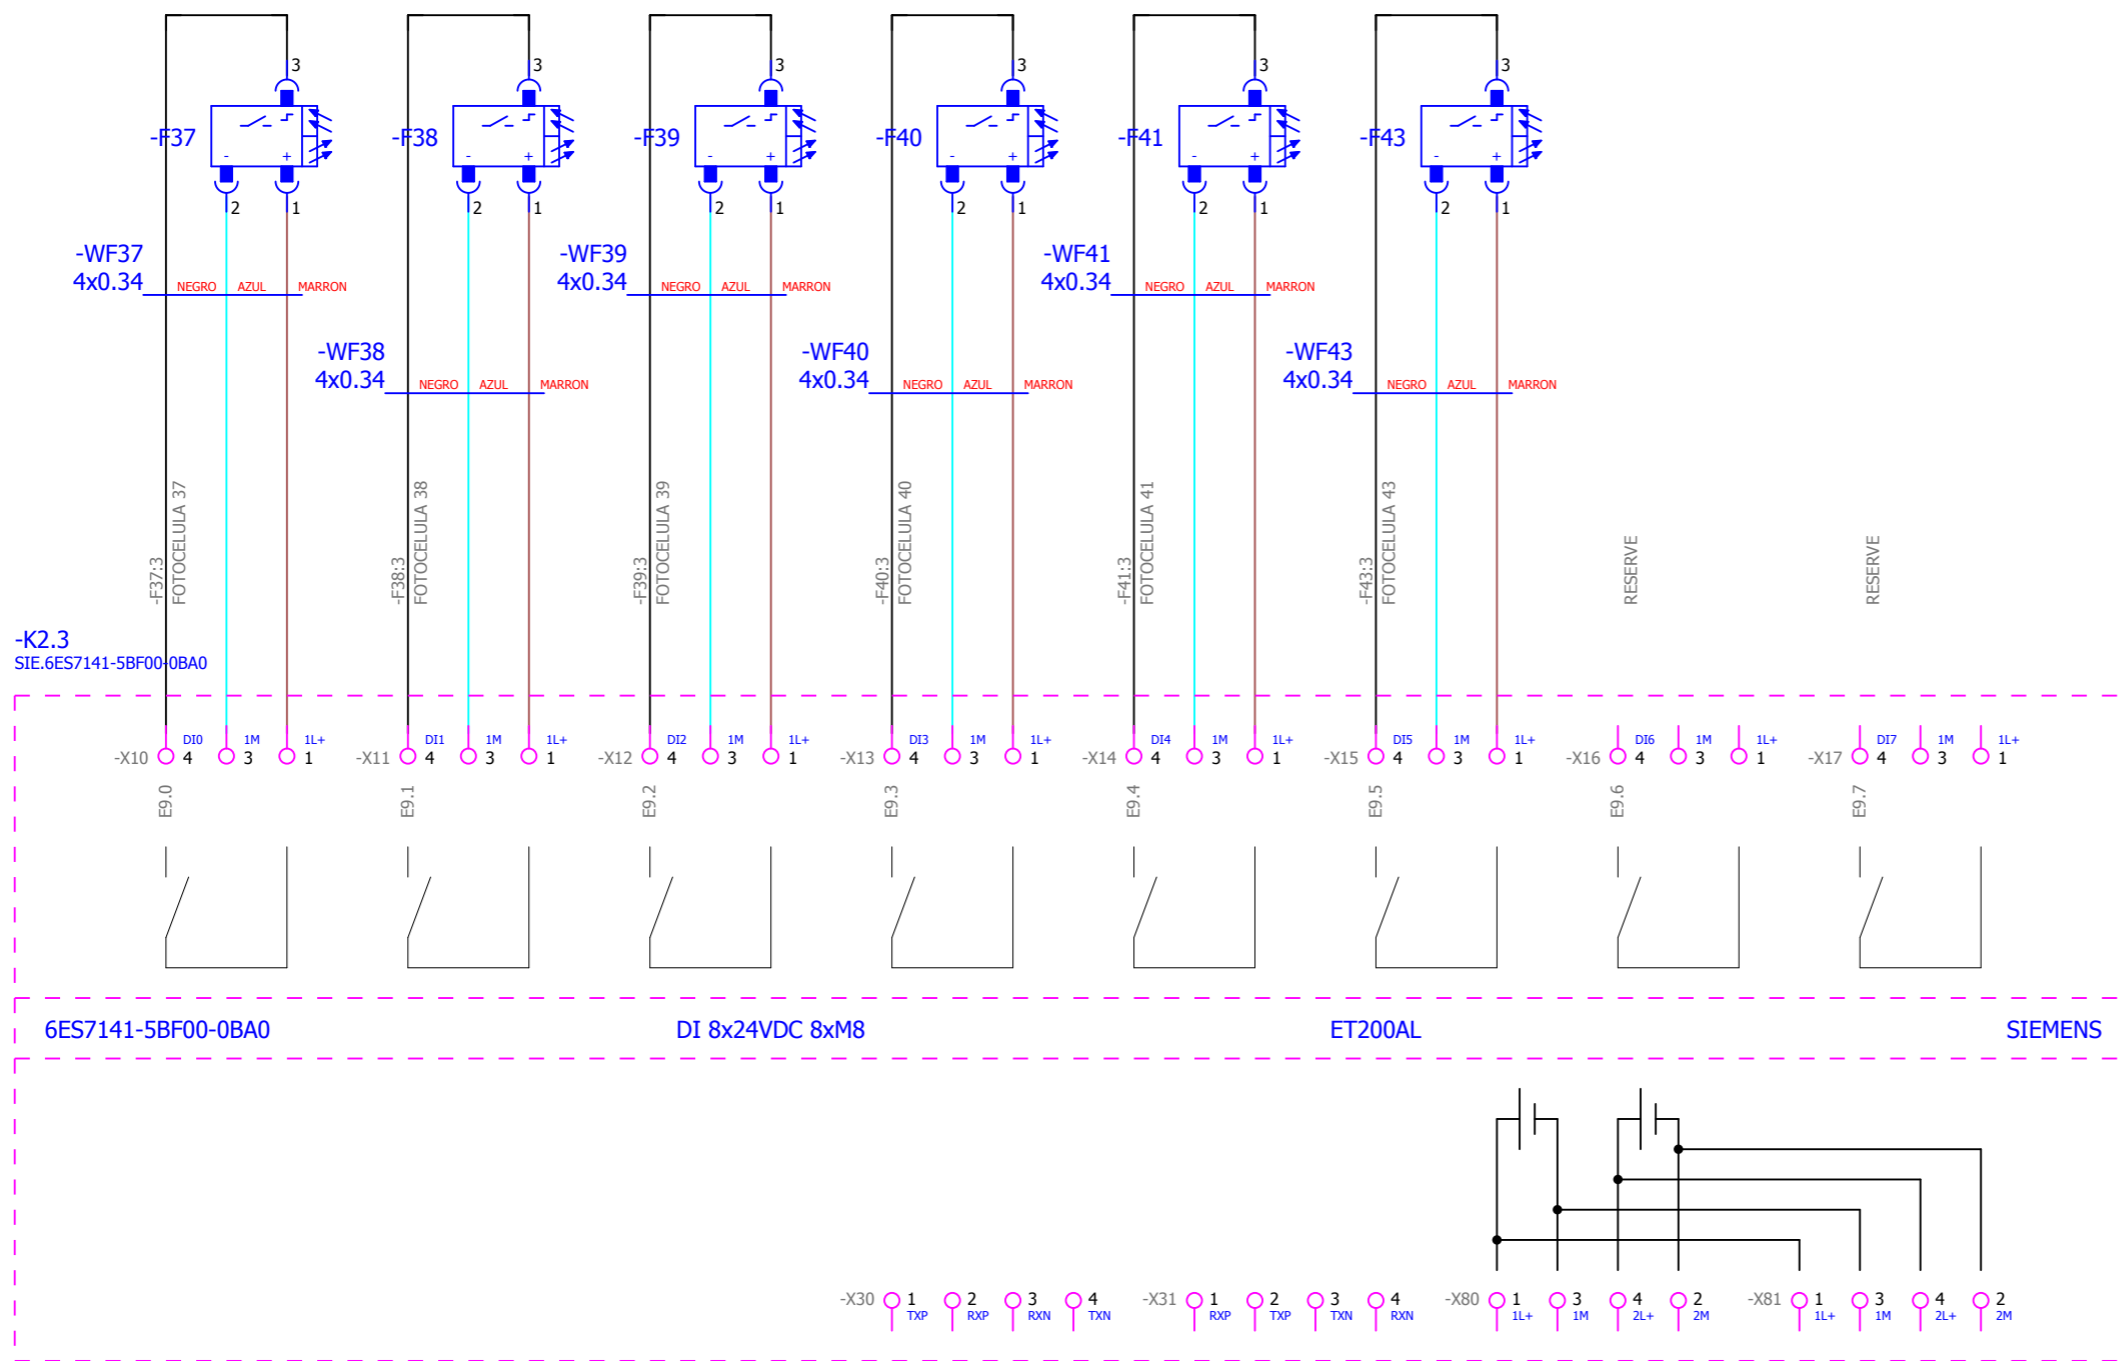 3 3 3 3 3 3
-F37 - + -F38 - + -F39 - + -F40 - + -F41 - + -F43 - +
2 1 2 1 2 1 2 1 2 1 2 1
-WF37 -WF39 -WF41
4x0.34 NEGRO AZUL MARRON 4x0.34 NEGRO AZUL MARRON 4x0.34 NEGRO AZUL MARRON
-WF38 -WF40 -WF43
4x0.34 NEGRO AZUL MARRON 4x0.34 NEGRO AZUL MARRON 4x0.34 NEGRO AZUL MARRON
-F37:3
FOTOCELULA 37
-F38:3
FOTOCELULA 38
-F39:3
FOTOCELULA 39
-F40:3
FOTOCELULA 40
-F41:3
FOTOCELULA 41
-F43:3
FOTOCELULA 43
RESERVE
RESERVE
-K2.3
SIE.6ES7141-5BF00-0BA0
DI0 1M 1L+ DI1 1M 1L+ DI2 1M 1L+ DI3 1M 1L+ DI4 1M 1L+ DI5 1M 1L+ DI6 1M 1L+ DI7 1M 1L+
-X10 4 3 1 -X11 4 3 1 -X12 4 3 1 -X13 4 3 1 -X14 4 3 1 -X15 4 3 1 -X16 4 3 1 -X17 4 3 1
E9.0 E9.1 E9.2 E9.3 E9.4 E9.5 E9.6 E9.7
6ES7141-5BF00-0BA0 DI 8x24VDC 8xM8 ET200AL SIEMENS
-X30 1 2 3 4 -X31 1 2 3 4 -X80 1 3 4 2 -X81 1 3 4 2
TXP RXP RXN TXN RXP TXP TXN RXN 1L+ 1M 2L+ 2M 1L+ 1M 2L+ 2M